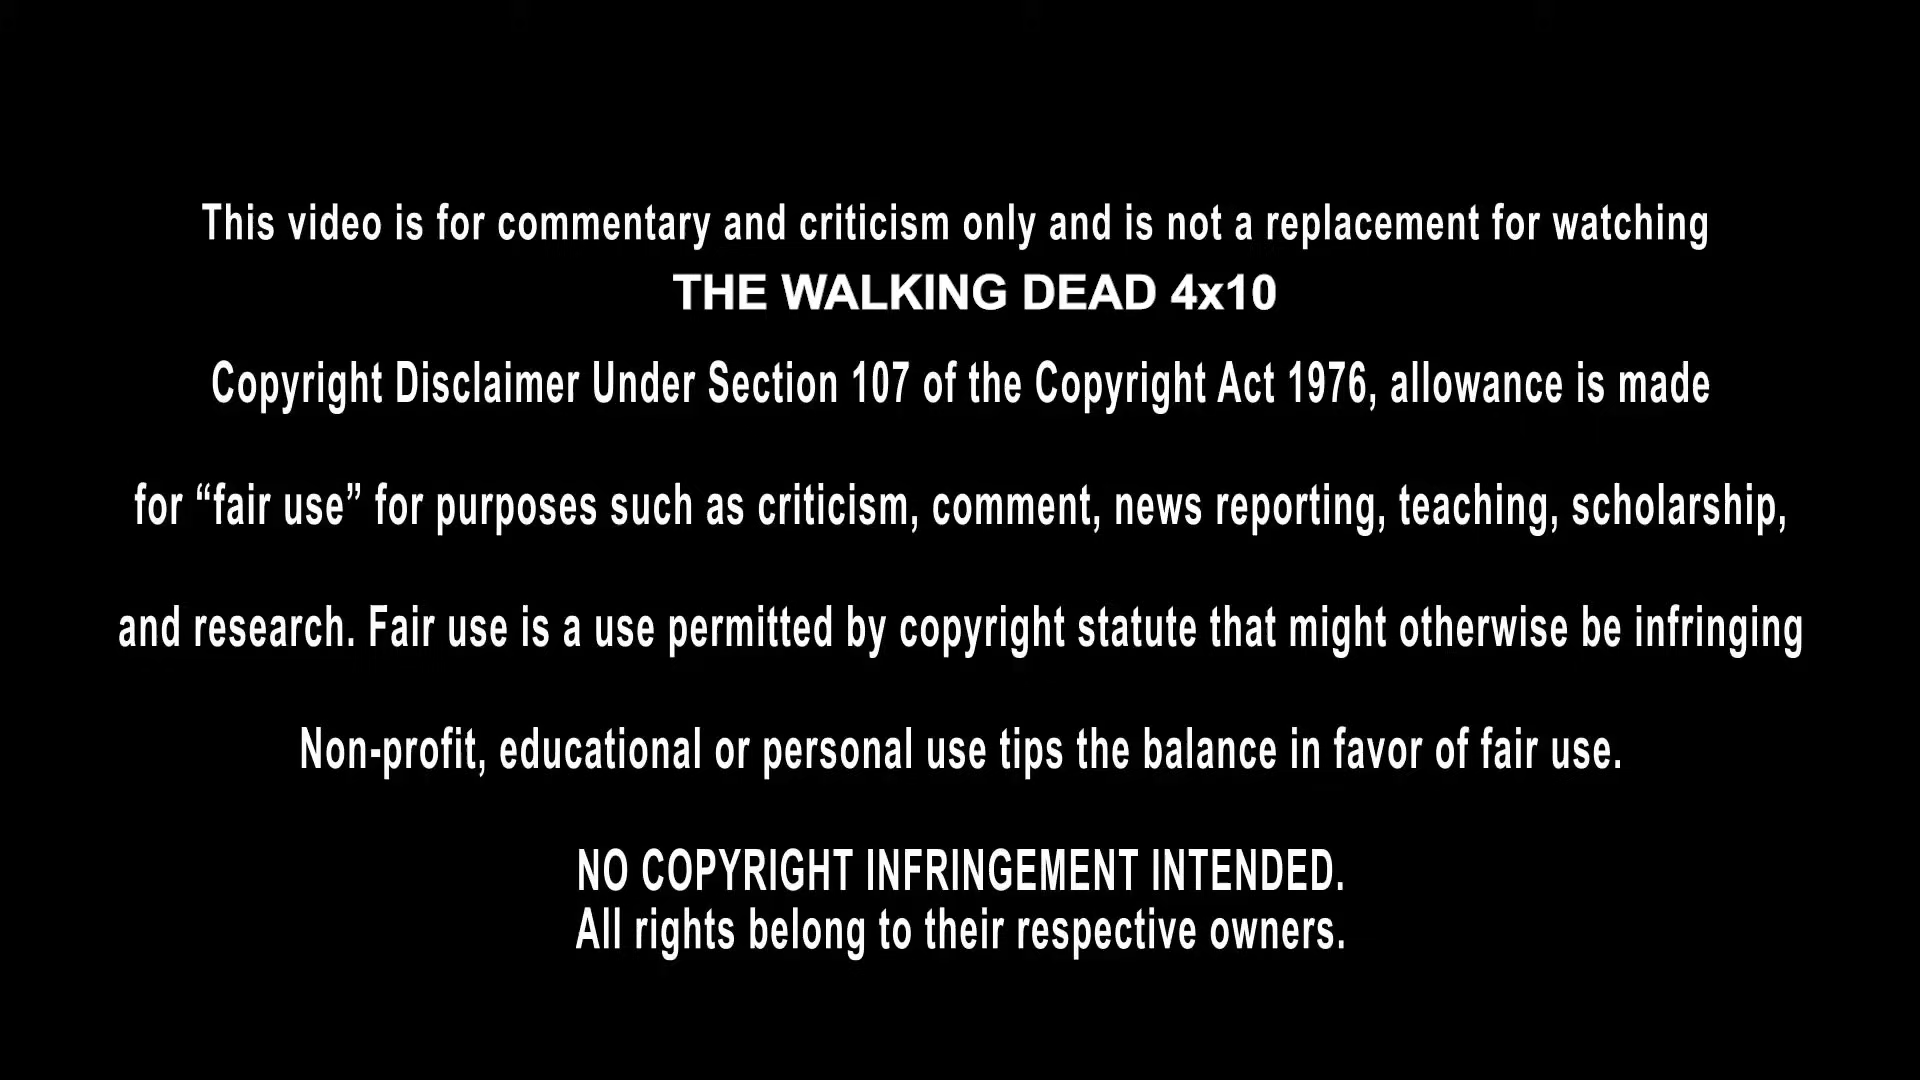 This video is for commentary and criticism only and is not a replacement for watching
THE WALKING DEAD 4x10
Copyright Disclaimer Under Section 107 of the Copyright Act 1976, allowance is made
for “fair use” for purposes such as criticism, comment, news reporting, teaching, scholarship,
and research. Fair use is a use permitted by copyright statute that might otherwise be infringing
Non-profit, educational or personal use tips the balance in favor of fair use.
NO COPYRIGHT INFRINGEMENT INTENDED.
All rights belong to their respective owners.